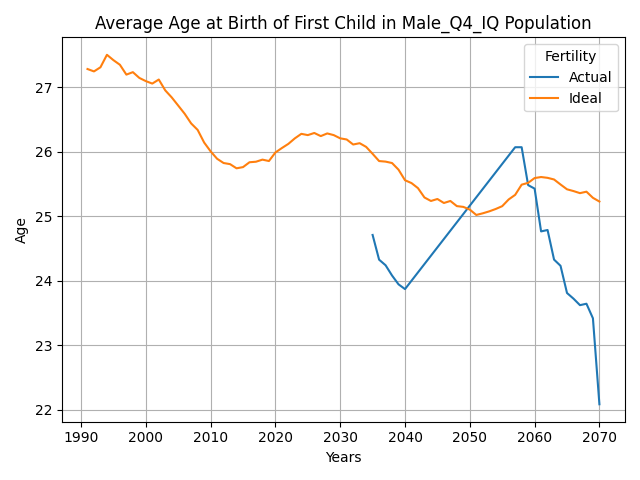 Average Age at Birth of First Child in Male_Q4_IQ Population
Fertility
Actual
Ideal
Age
27
26
25
24
23
22
1990 2000 2010 2020 2030 2040 2050 2060 2070
Years